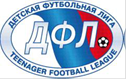 ДЕТСКАЯ ФУТБОЛЬНАЯ ЛИГА
ДФЛ
TEENAGER FOOTBALL LEAGUE